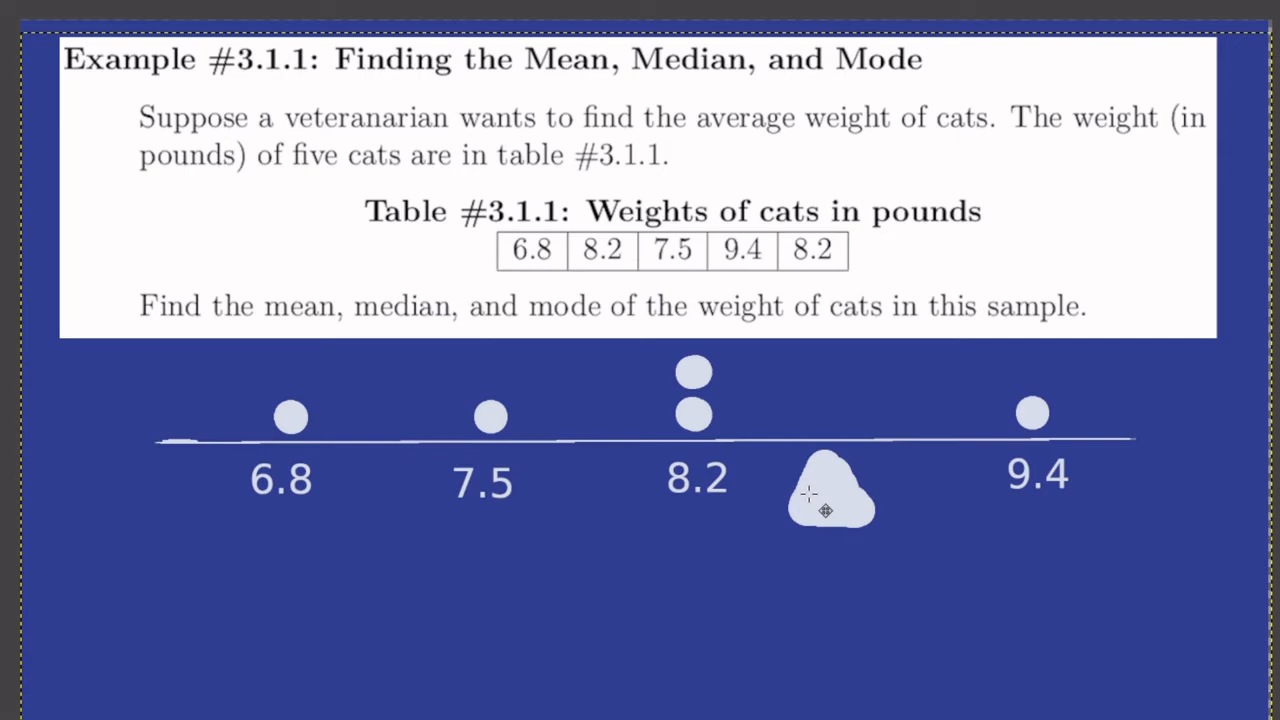 Example #3.1.1: Finding the Mean, Median, and Mode
Suppose a veteranarian wants to find the average weight of cats. The weight (in
pounds) of five cats are in table #3.1.1.
Table #3.1.1: Weights of cats in pounds
6.8 8.2 7.5 9.4 8.2
Find the mean, median, and mode of the weight of cats in this sample.
6.8 7.5 8.2 9.4